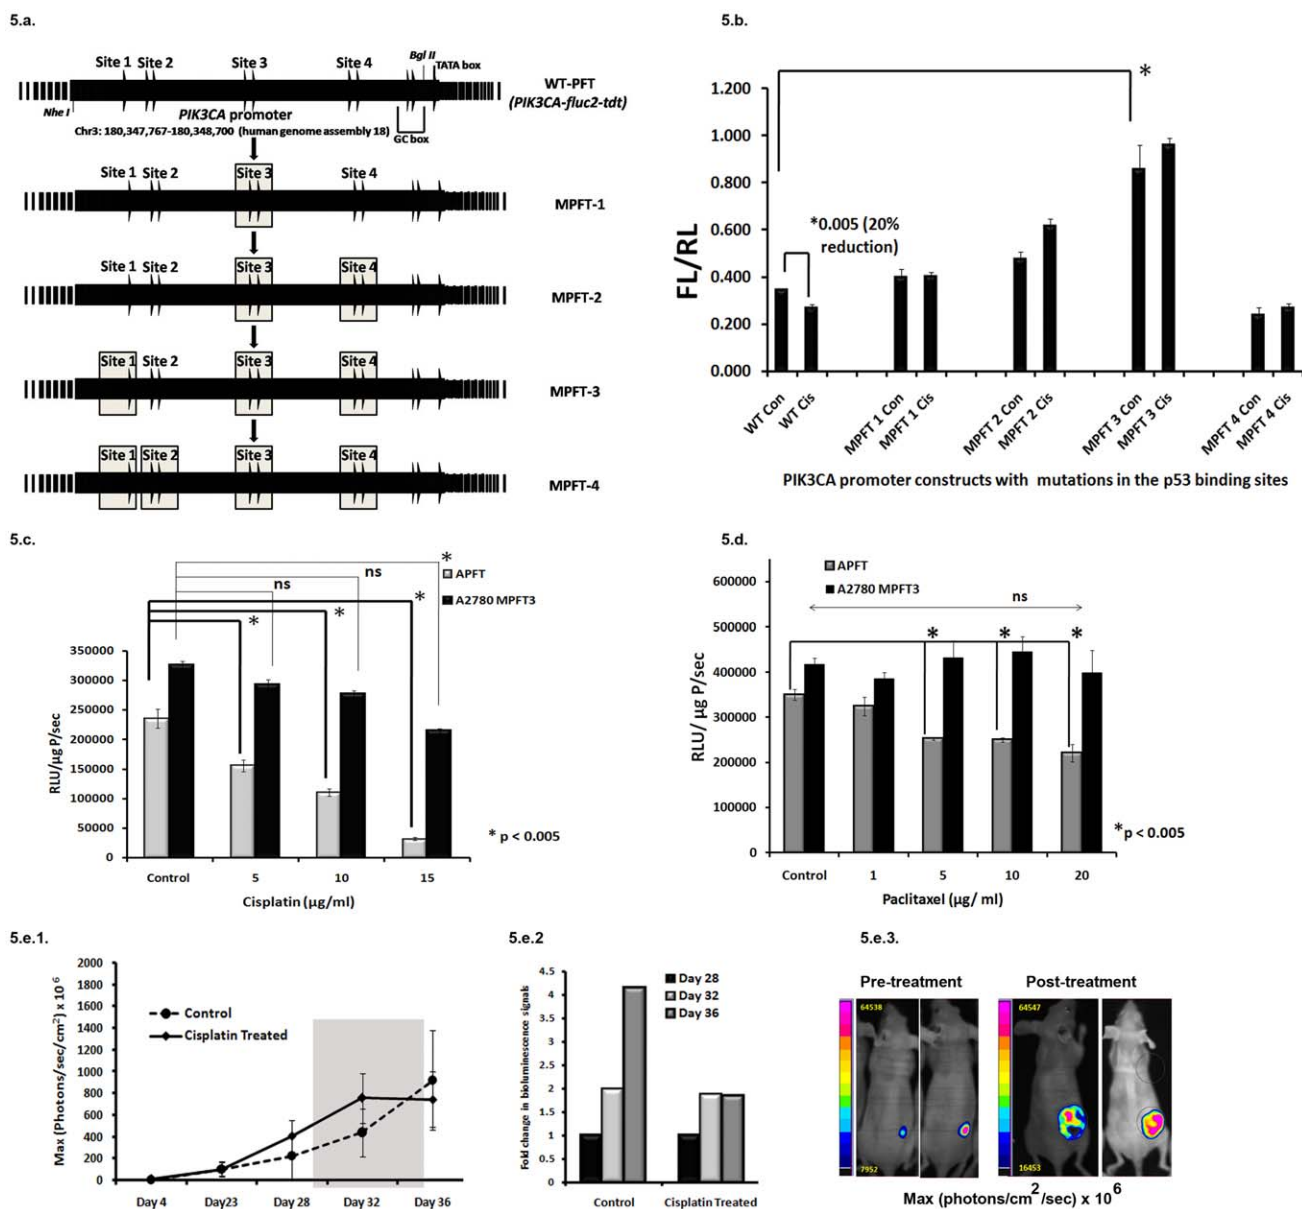 5.a.
Site 1 Site 2 Site 3 Site 4 Bgl II TATA box
WT-PFT
(PIK3CA-fluc2-tdt)
Nhe I PIK3CA promoter
Chr3: 180,347,767-180,348,700 (human genome assembly 18) GC box
Site 1 Site 2 Site 3 Site 4
MPFT-1
Site 1 Site 2 Site 3 Site 4
MPFT-2
Site 1 Site 2 Site 3 Site 4
MPFT-3
Site 1 Site 2 Site 3 Site 4
MPFT-4
5.b.
1.200
1.000
0.800
0.600
0.400
0.200
0.000
FL/RL
*
*0.005 (20%
reduction)
WT Con
WT Cis
MPFT 1 Con
MPFT 1 Cis
MPFT 2 Con
MPFT 2 Cis
MPFT 3 Con
MPFT 3 Cis
MPFT 4 Con
MPFT 4 Cis
PIK3CA promoter constructs with mutations in the p53 binding sites
5.c.
*
ns
ns
*
*
*
APFT
A2780 MPFT3
350000
300000
250000
200000
150000
100000
50000
0
RLU/µg P/sec
* p < 0.005
Control 5 10 15
Cisplatin (µg/ml)
5.d.
APFT
A2780 MPFT3
600000
500000
400000
300000
200000
100000
0
RLU/ µg P/sec
ns
* * *
*p < 0.005
Control 1 5 10 20
Paclitaxel (µg/ ml)
5.e.1.
2000
1800
1600
1400
1200
1000
800
600
400
200
0
Max (Photons/sec/cm²) x 10⁶
Control
Cisplatin Treated
Day 4 Day23 Day 28 Day 32 Day 36
5.e.2
4.5
4
3.5
3
2.5
2
1.5
1
0.5
0
Fold change in bioluminescence signals
Day 28
Day 32
Day 36
Control Cisplatin Treated
5.e.3.
Pre-treatment Post-treatment
64538 64547
7952 16453
Max (photons/cm²/sec) x 10⁶